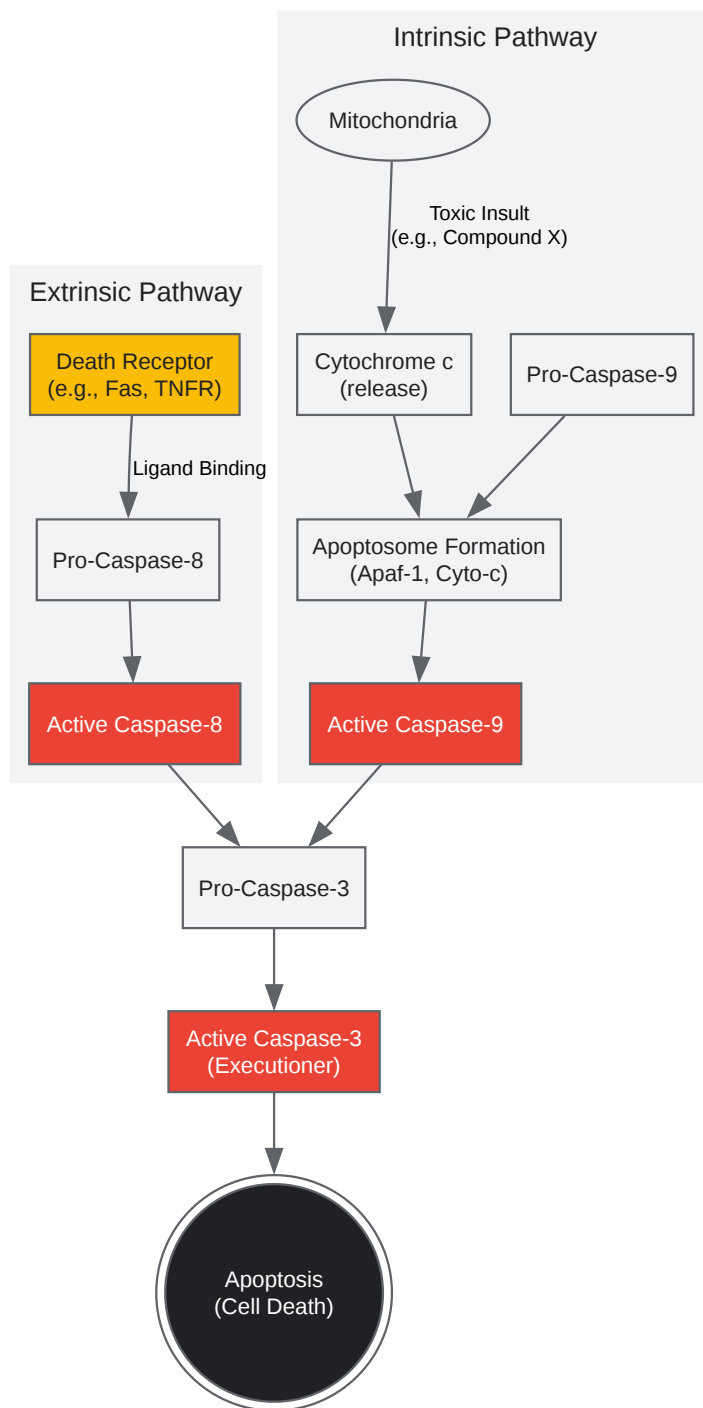 Intrinsic Pathway
Mitochondria
Toxic Insult
(e.g., Compound X)
Extrinsic Pathway
Death Receptor
(e.g., Fas, TNFR)
Cytochrome c
(release)
Pro-Caspase-9
Ligand Binding
Pro-Caspase-8
Apoptosome Formation
(Apaf-1, Cyto-c)
Active Caspase-8
Active Caspase-9
Pro-Caspase-3
Active Caspase-3
(Executioner)
Apoptosis
(Cell Death)